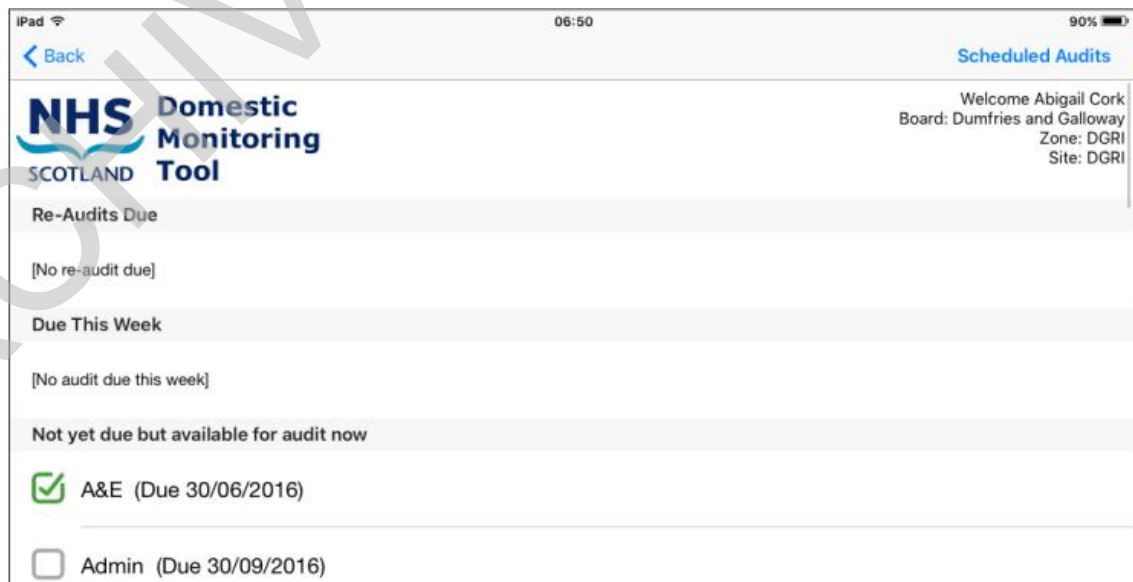 iPad 06:50 90%
Back Scheduled Audits
NHS
SCOTLAND
Domestic
Monitoring
Tool
Welcome Abigail Cork
Board: Dumfries and Galloway
Zone: DGRI
Site: DGRI
Re-Audits Due
[No re-audit due]
Due This Week
[No audit due this week]
Not yet due but available for audit now
A&E (Due 30/06/2016)
Admin (Due 30/09/2016)